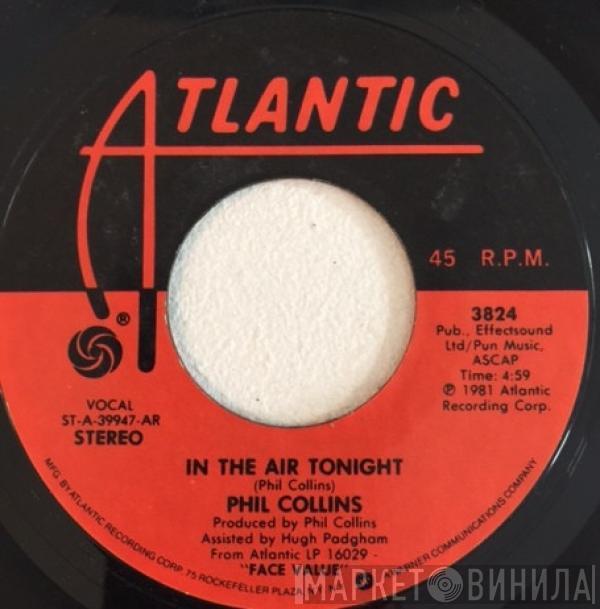 ATLANTIC
45 R.P.M.
®
3824
Pub., Effectsound
Ltd/Pun Music,
ASCAP
Time: 4:59
℗ 1981 Atlantic
Recording Corp.
VOCAL
ST-A-39947-AR
STEREO
IN THE AIR TONIGHT
(Phil Collins)
PHIL COLLINS
Produced by Phil Collins
Assisted by Hugh Padgham
From Atlantic LP 16029 -
"FACE VALUE"
MFG. BY ATLANTIC RECORDING CORP. 75 ROCKEFELLER PLAZA, N.Y. WARNER COMMUNICATIONS COMPANY
МАРКЕТ ВИНИЛА